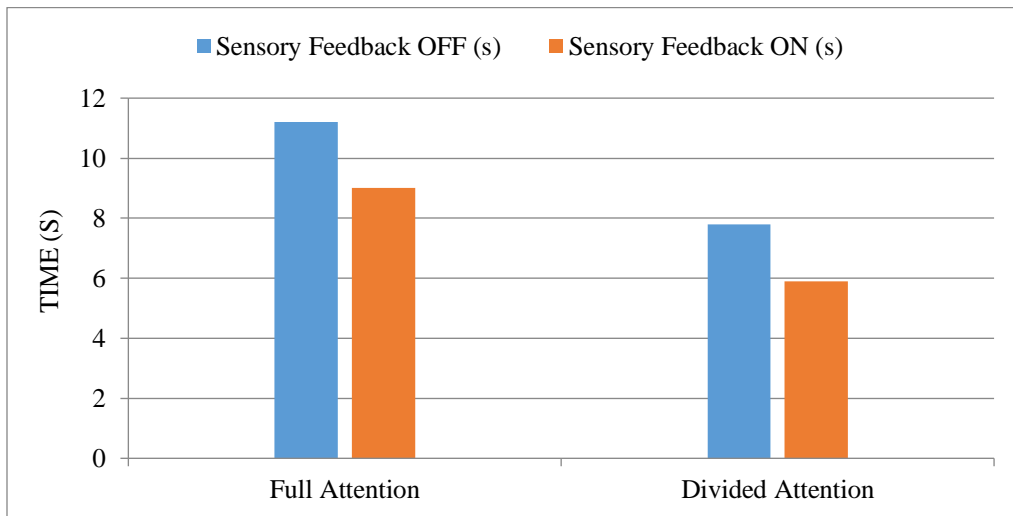 Sensory Feedback OFF (s) Sensory Feedback ON (s)
12
10
8
6
4
2
0
TIME (S)
Full Attention Divided Attention